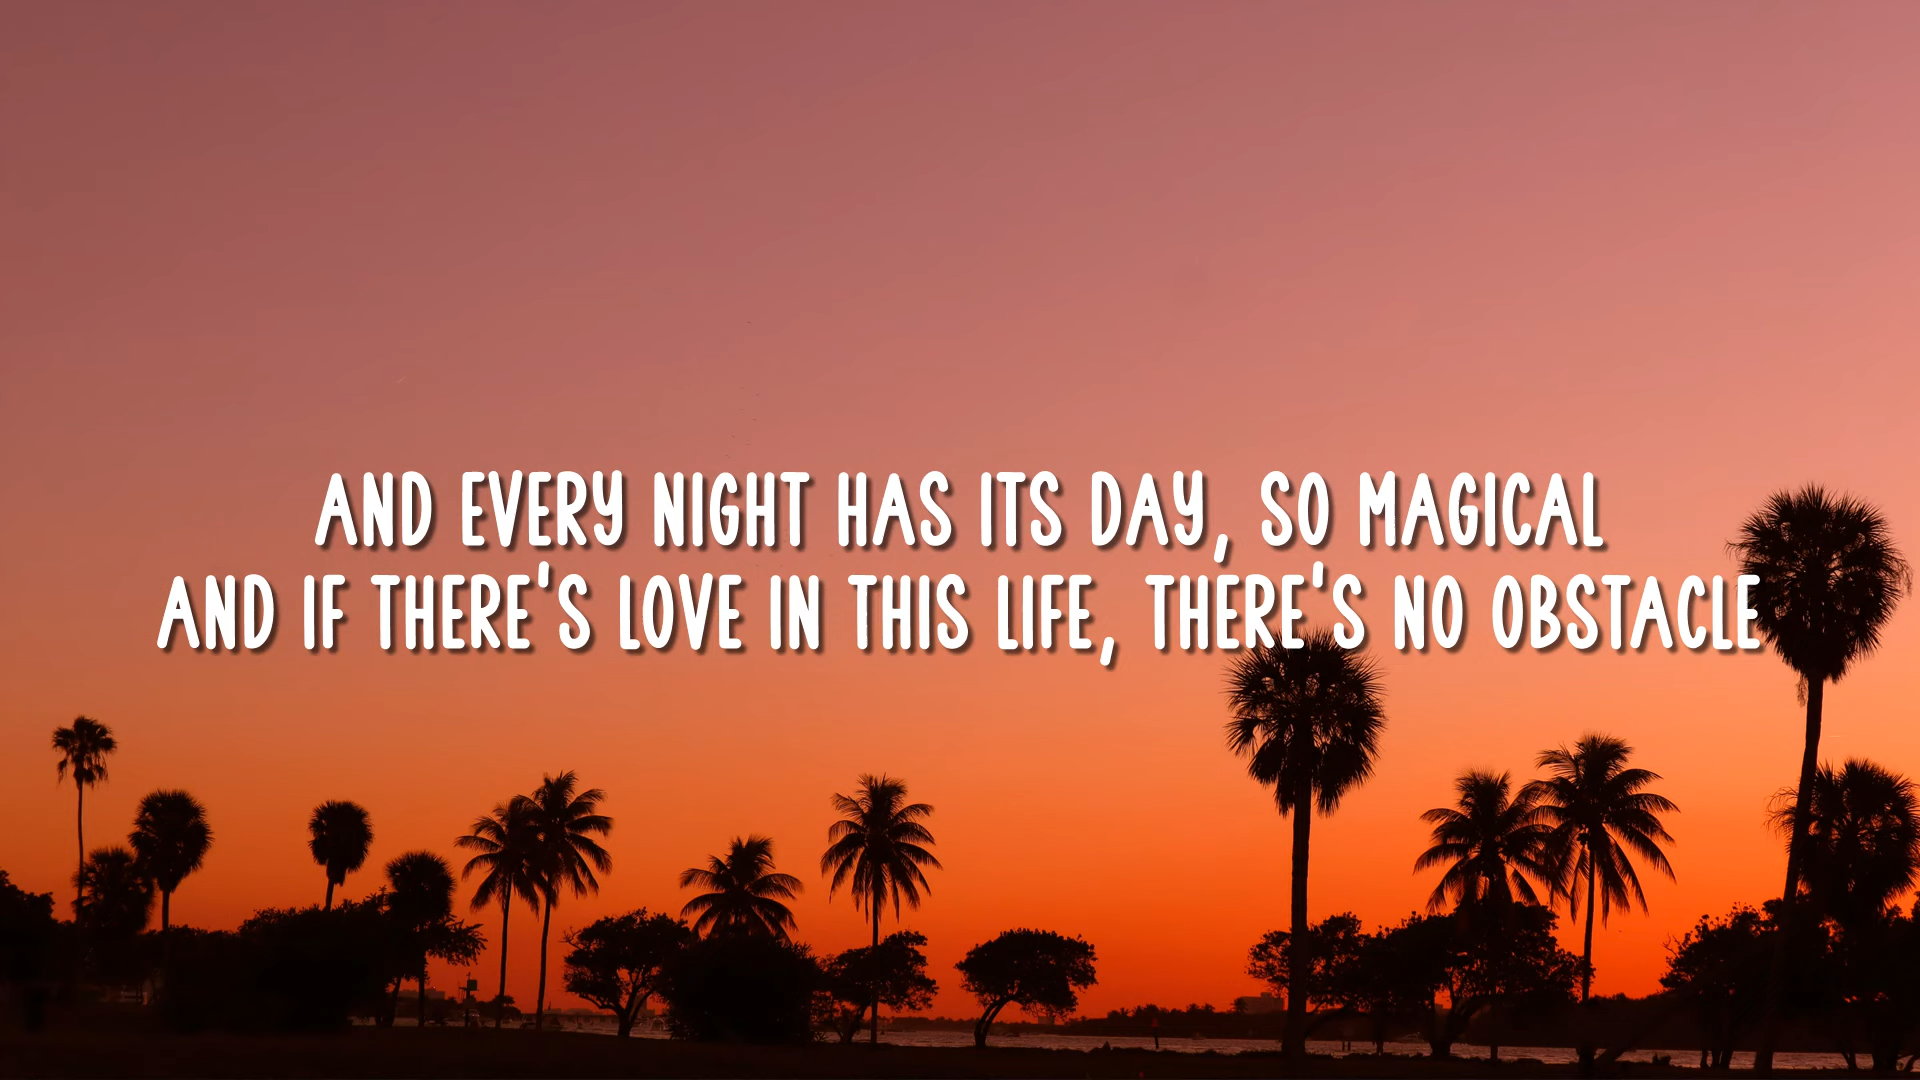 AND EVERY NIGHT HAS ITS DAY, SO MAGICAL
AND IF THERE'S LOVE IN THIS LIFE, THERE'S NO OBSTACLE